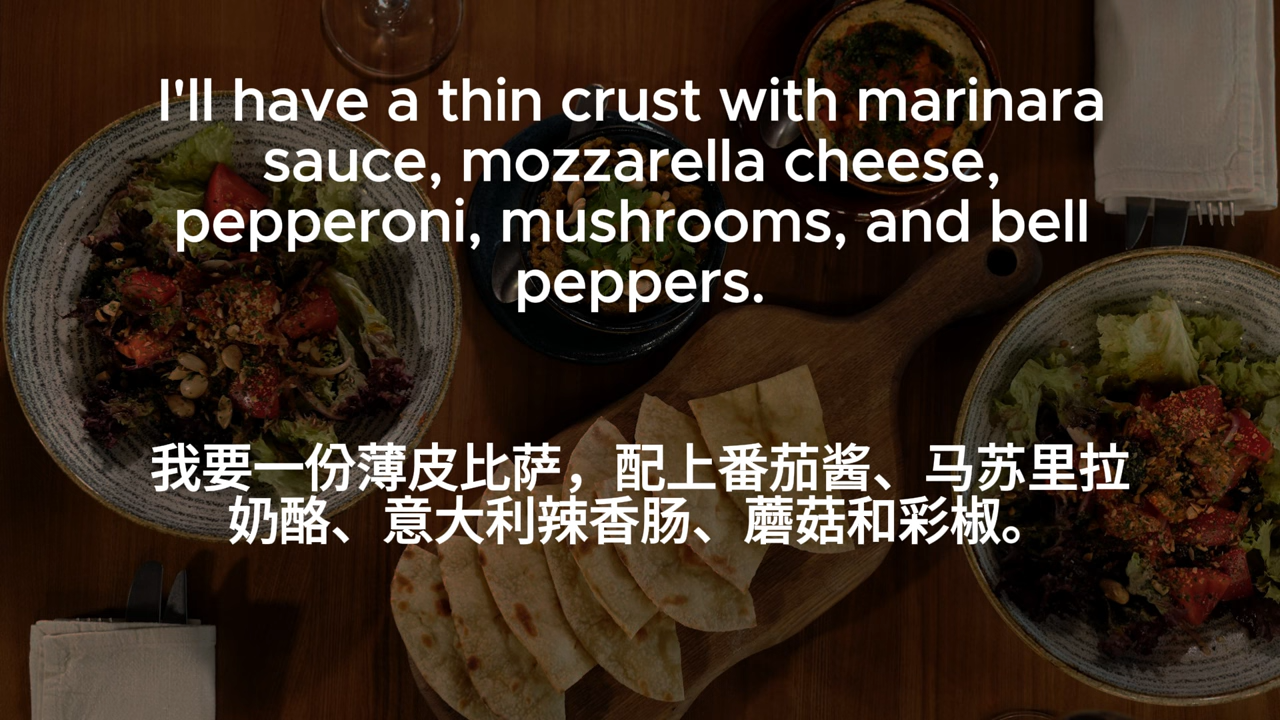 I'll have a thin crust with marinara
sauce, mozzarella cheese,
pepperoni, mushrooms, and bell
peppers.
我要一份薄皮比萨，配上番茄酱、马苏里拉
奶酪、意大利辣香肠、蘑菇和彩椒。